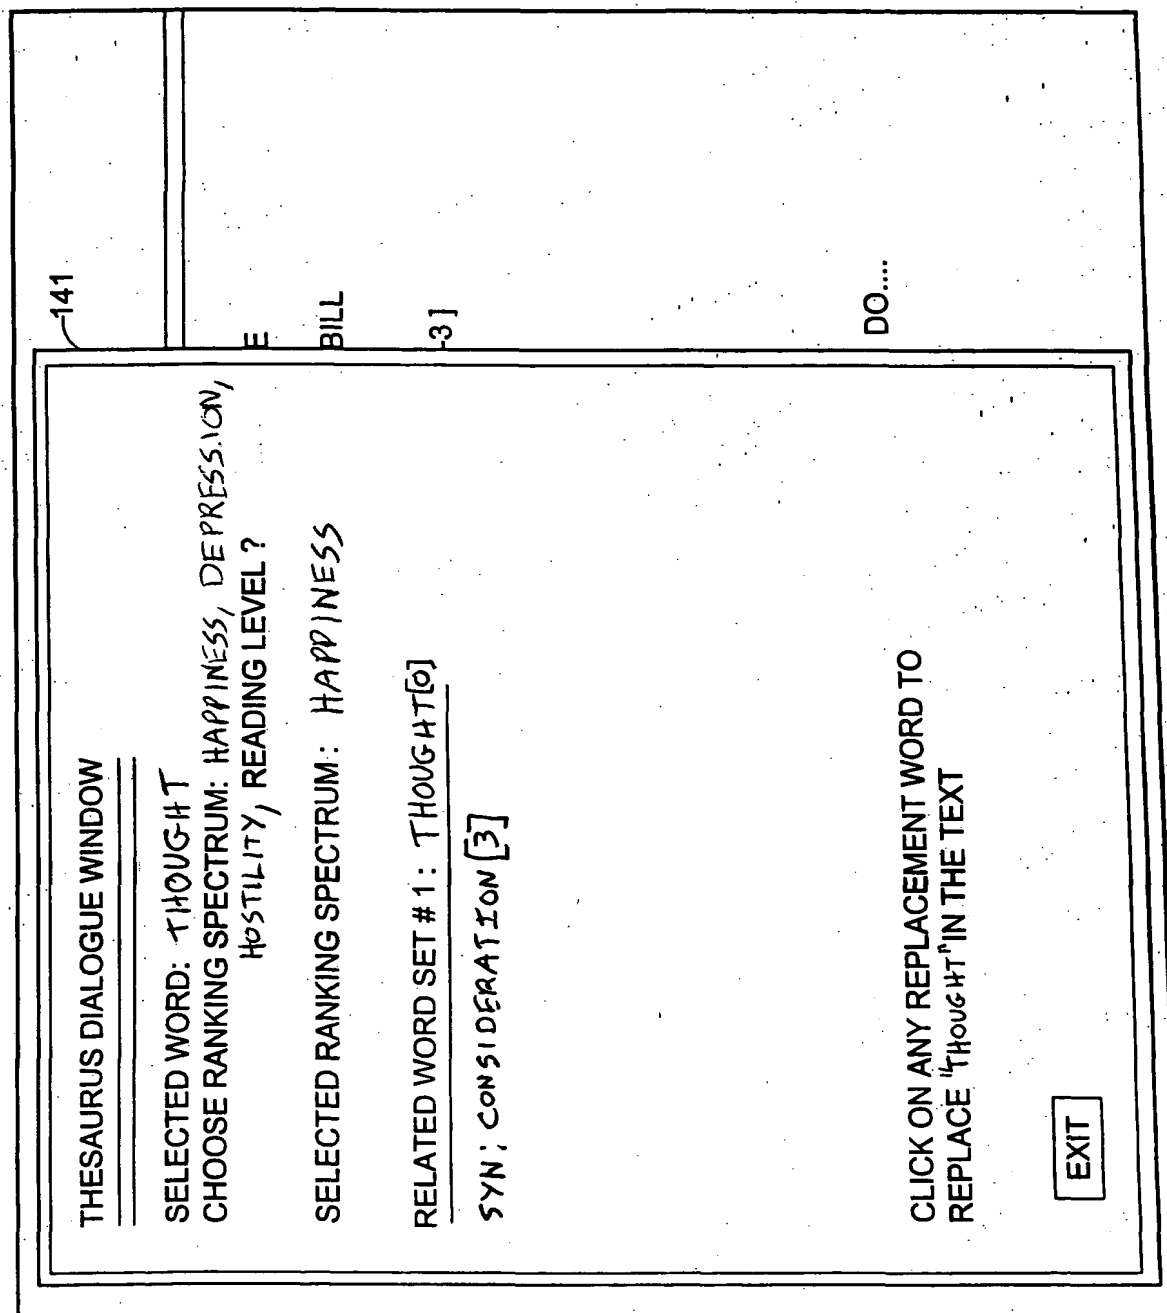 141
THESAURUS DIALOGUE WINDOW
SELECTED WORD: THOUGHT
CHOOSE RANKING SPECTRUM: HAPPINESS, DEPRESSION,
HOSTILITY, READING LEVEL ?
E
SELECTED RANKING SPECTRUM: HAPPINESS
BILL
RELATED WORD SET # 1: THOUGHT[0]
-3]
SYN: CONSIDERATION [3]
CLICK ON ANY REPLACEMENT WORD TO
REPLACE "THOUGHT" IN THE TEXT
DO....
EXIT